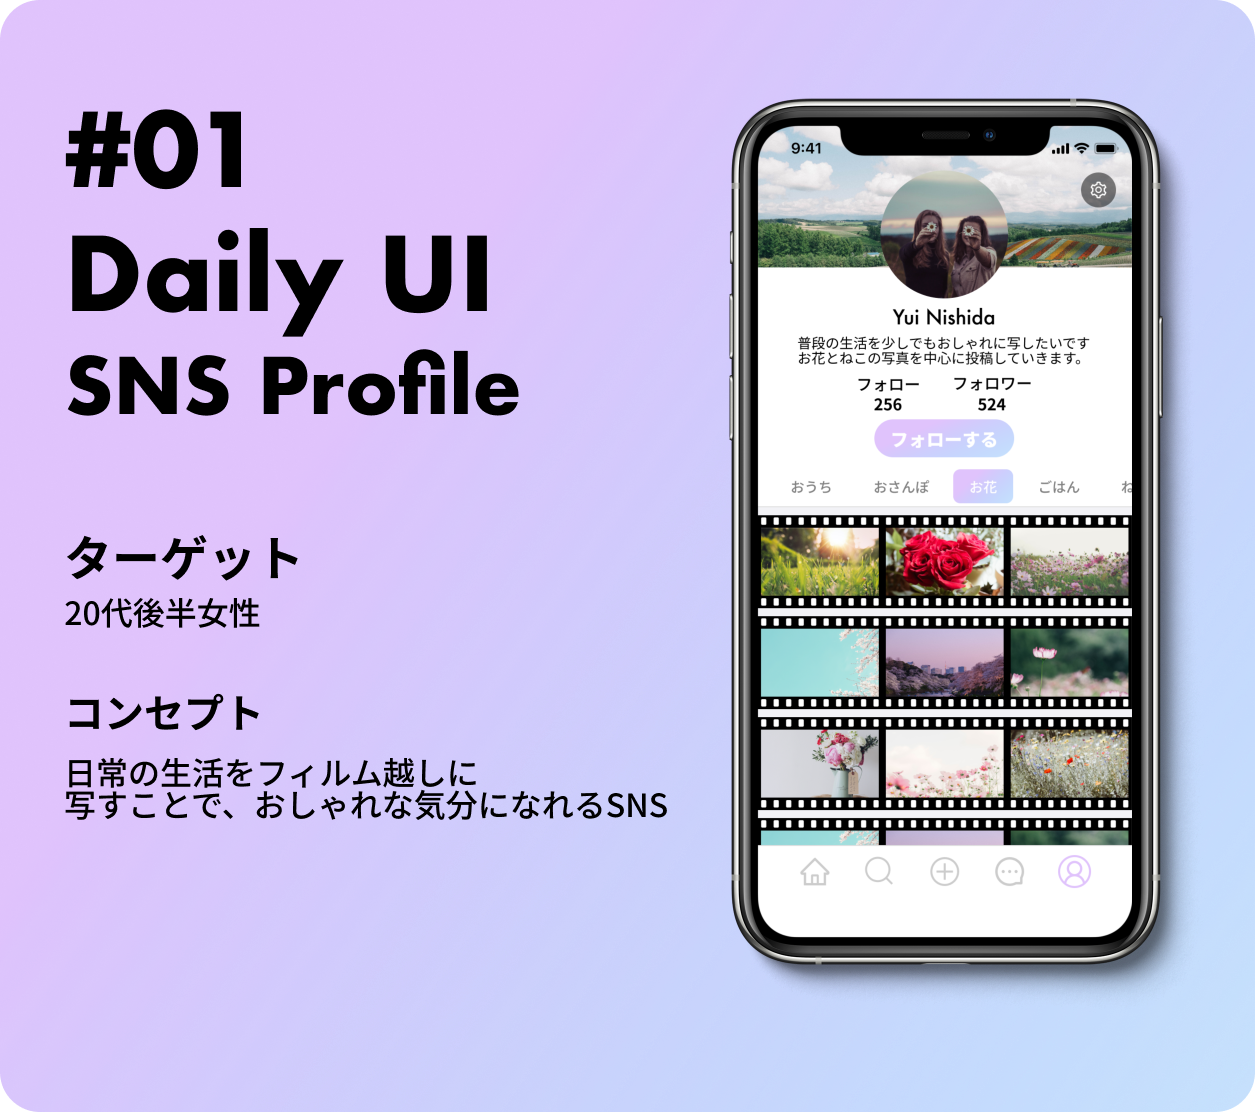 #01
Daily UI
SNS Profile
ターゲット
20代後半女性
コンセプト
日常の生活をフィルム越しに
写すことで、おしゃれな気分になれるSNS
9:41
Yui Nishida
普段の生活を少しでもおしゃれに写したいです
お花とねこの写真を中心に投稿していきます。
フォロー フォロワー
256 524
フォローする
おうち おさんぽ お花 ごはん ね